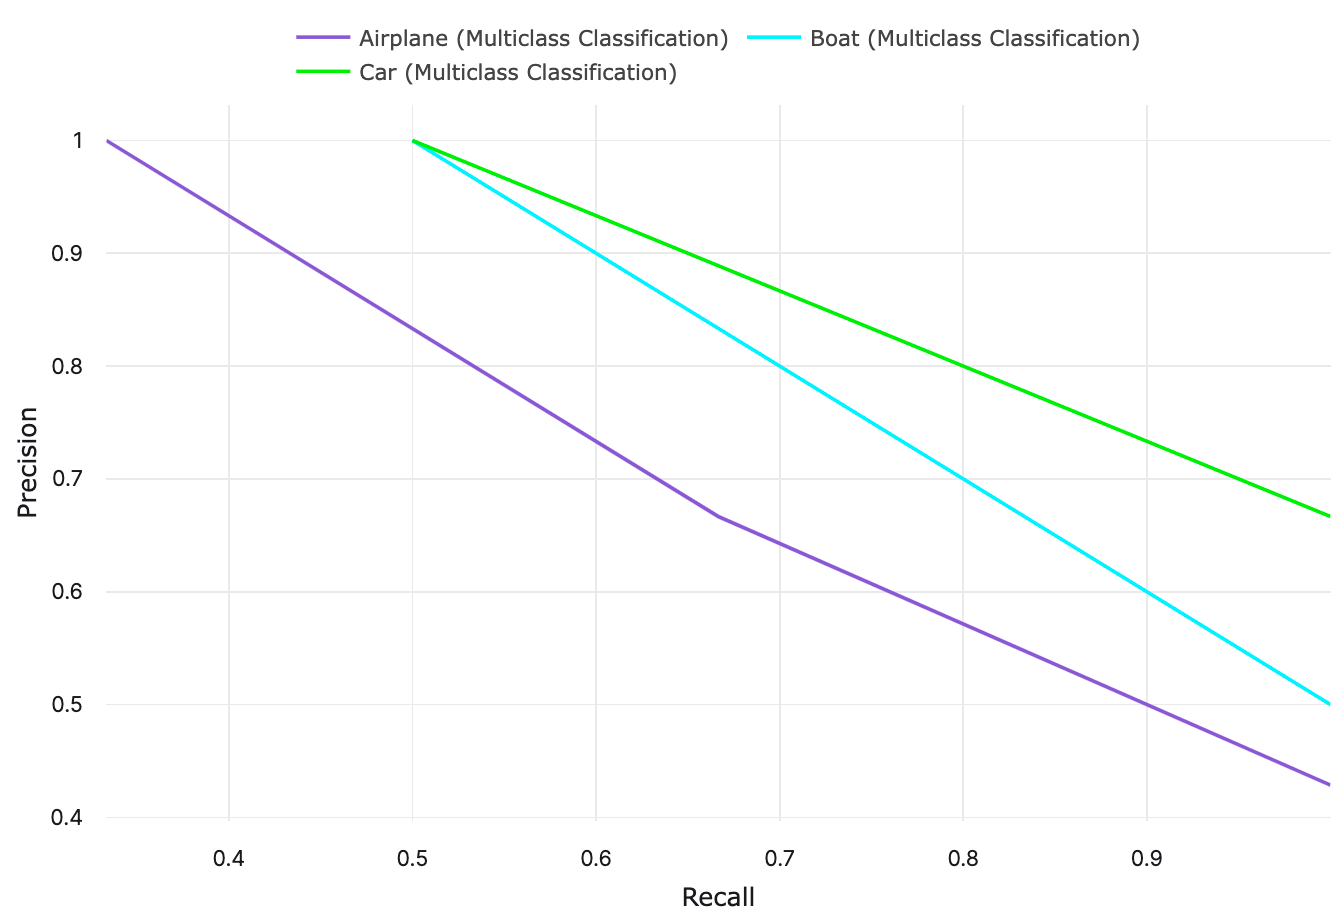 Airplane (Multiclass Classification) Boat (Multiclass Classification)
Car (Multiclass Classification)
1
0.9
0.8
0.7
0.6
0.5
0.4
Precision
0.4 0.5 0.6 0.7 0.8 0.9
Recall